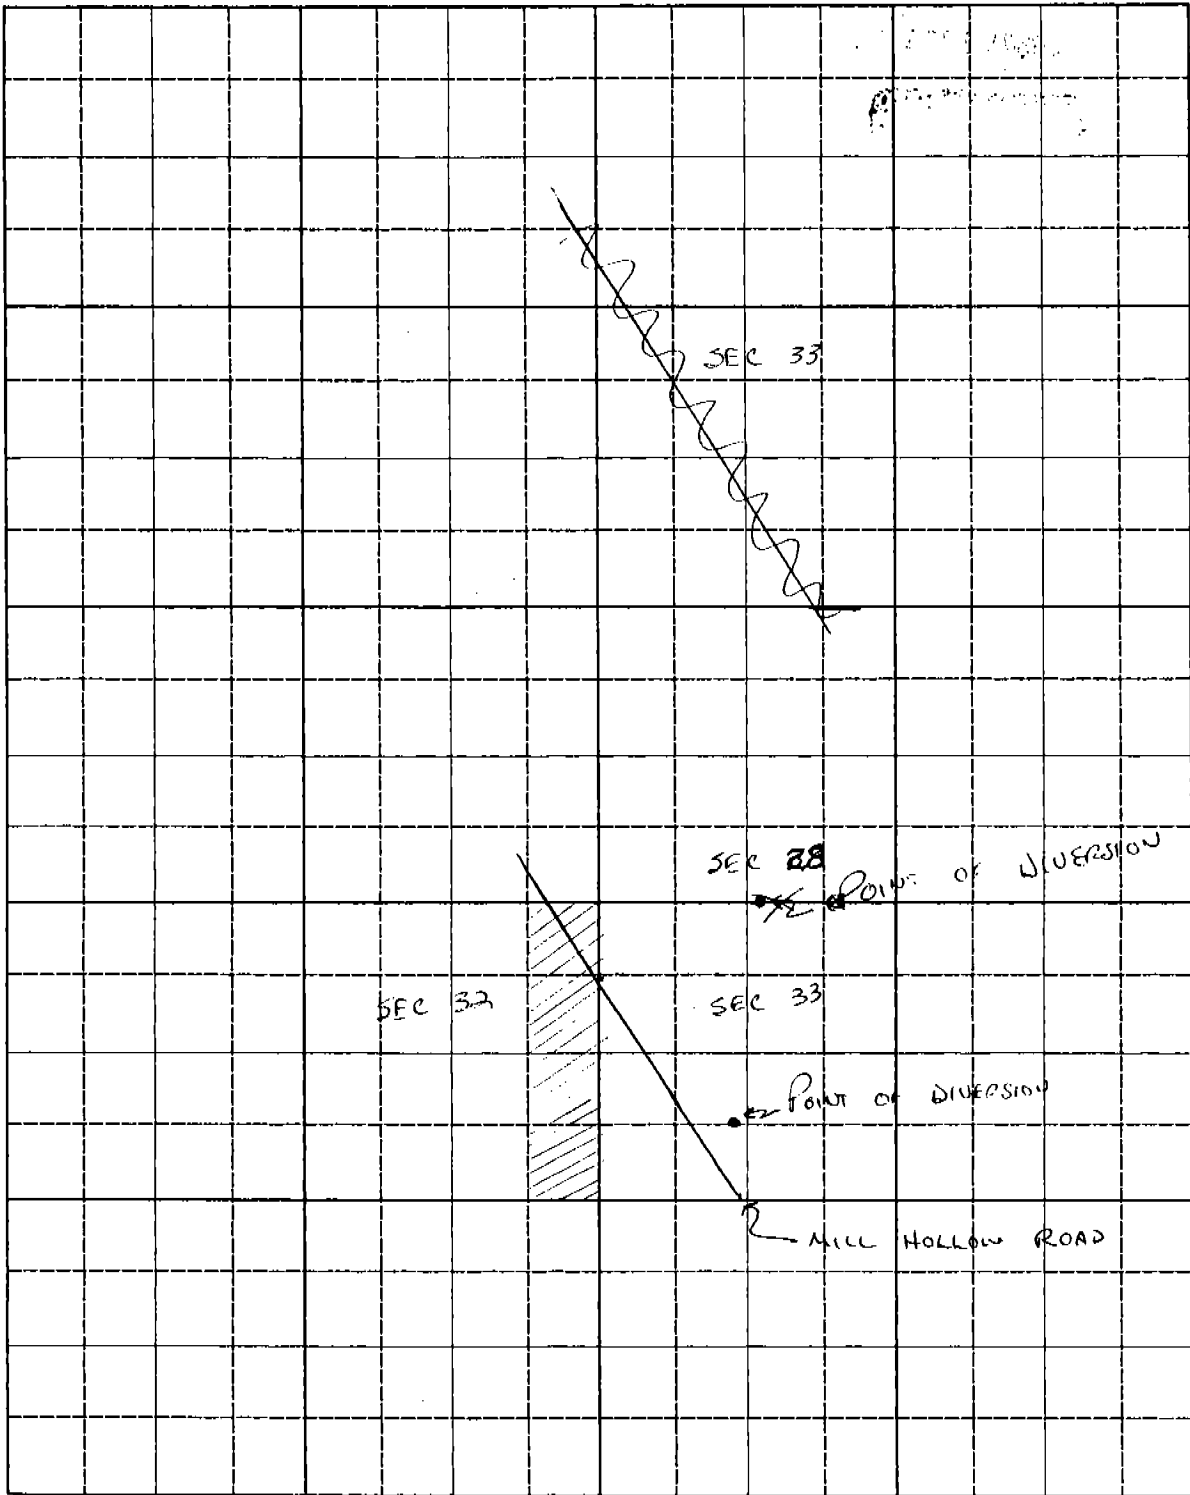 SEC 33
SEC 28
POINT OF DIVERSION
SEC 32
SEC 33
POINT OF DIVERSION
MILL HOLLOW ROAD